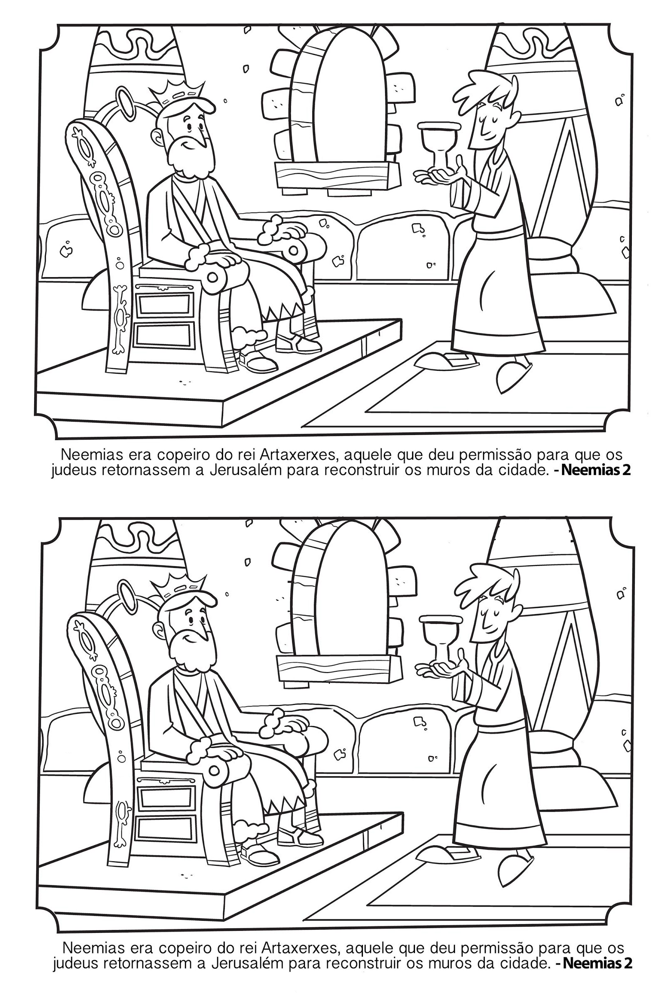 Neemias era copeiro do rei Artaxerxes, aquele que deu permissão para que os
judeus retornassem a Jerusalém para reconstruir os muros da cidade. - Neemias 2
Neemias era copeiro do rei Artaxerxes, aquele que deu permissão para que os
judeus retornassem a Jerusalém para reconstruir os muros da cidade. - Neemias 2